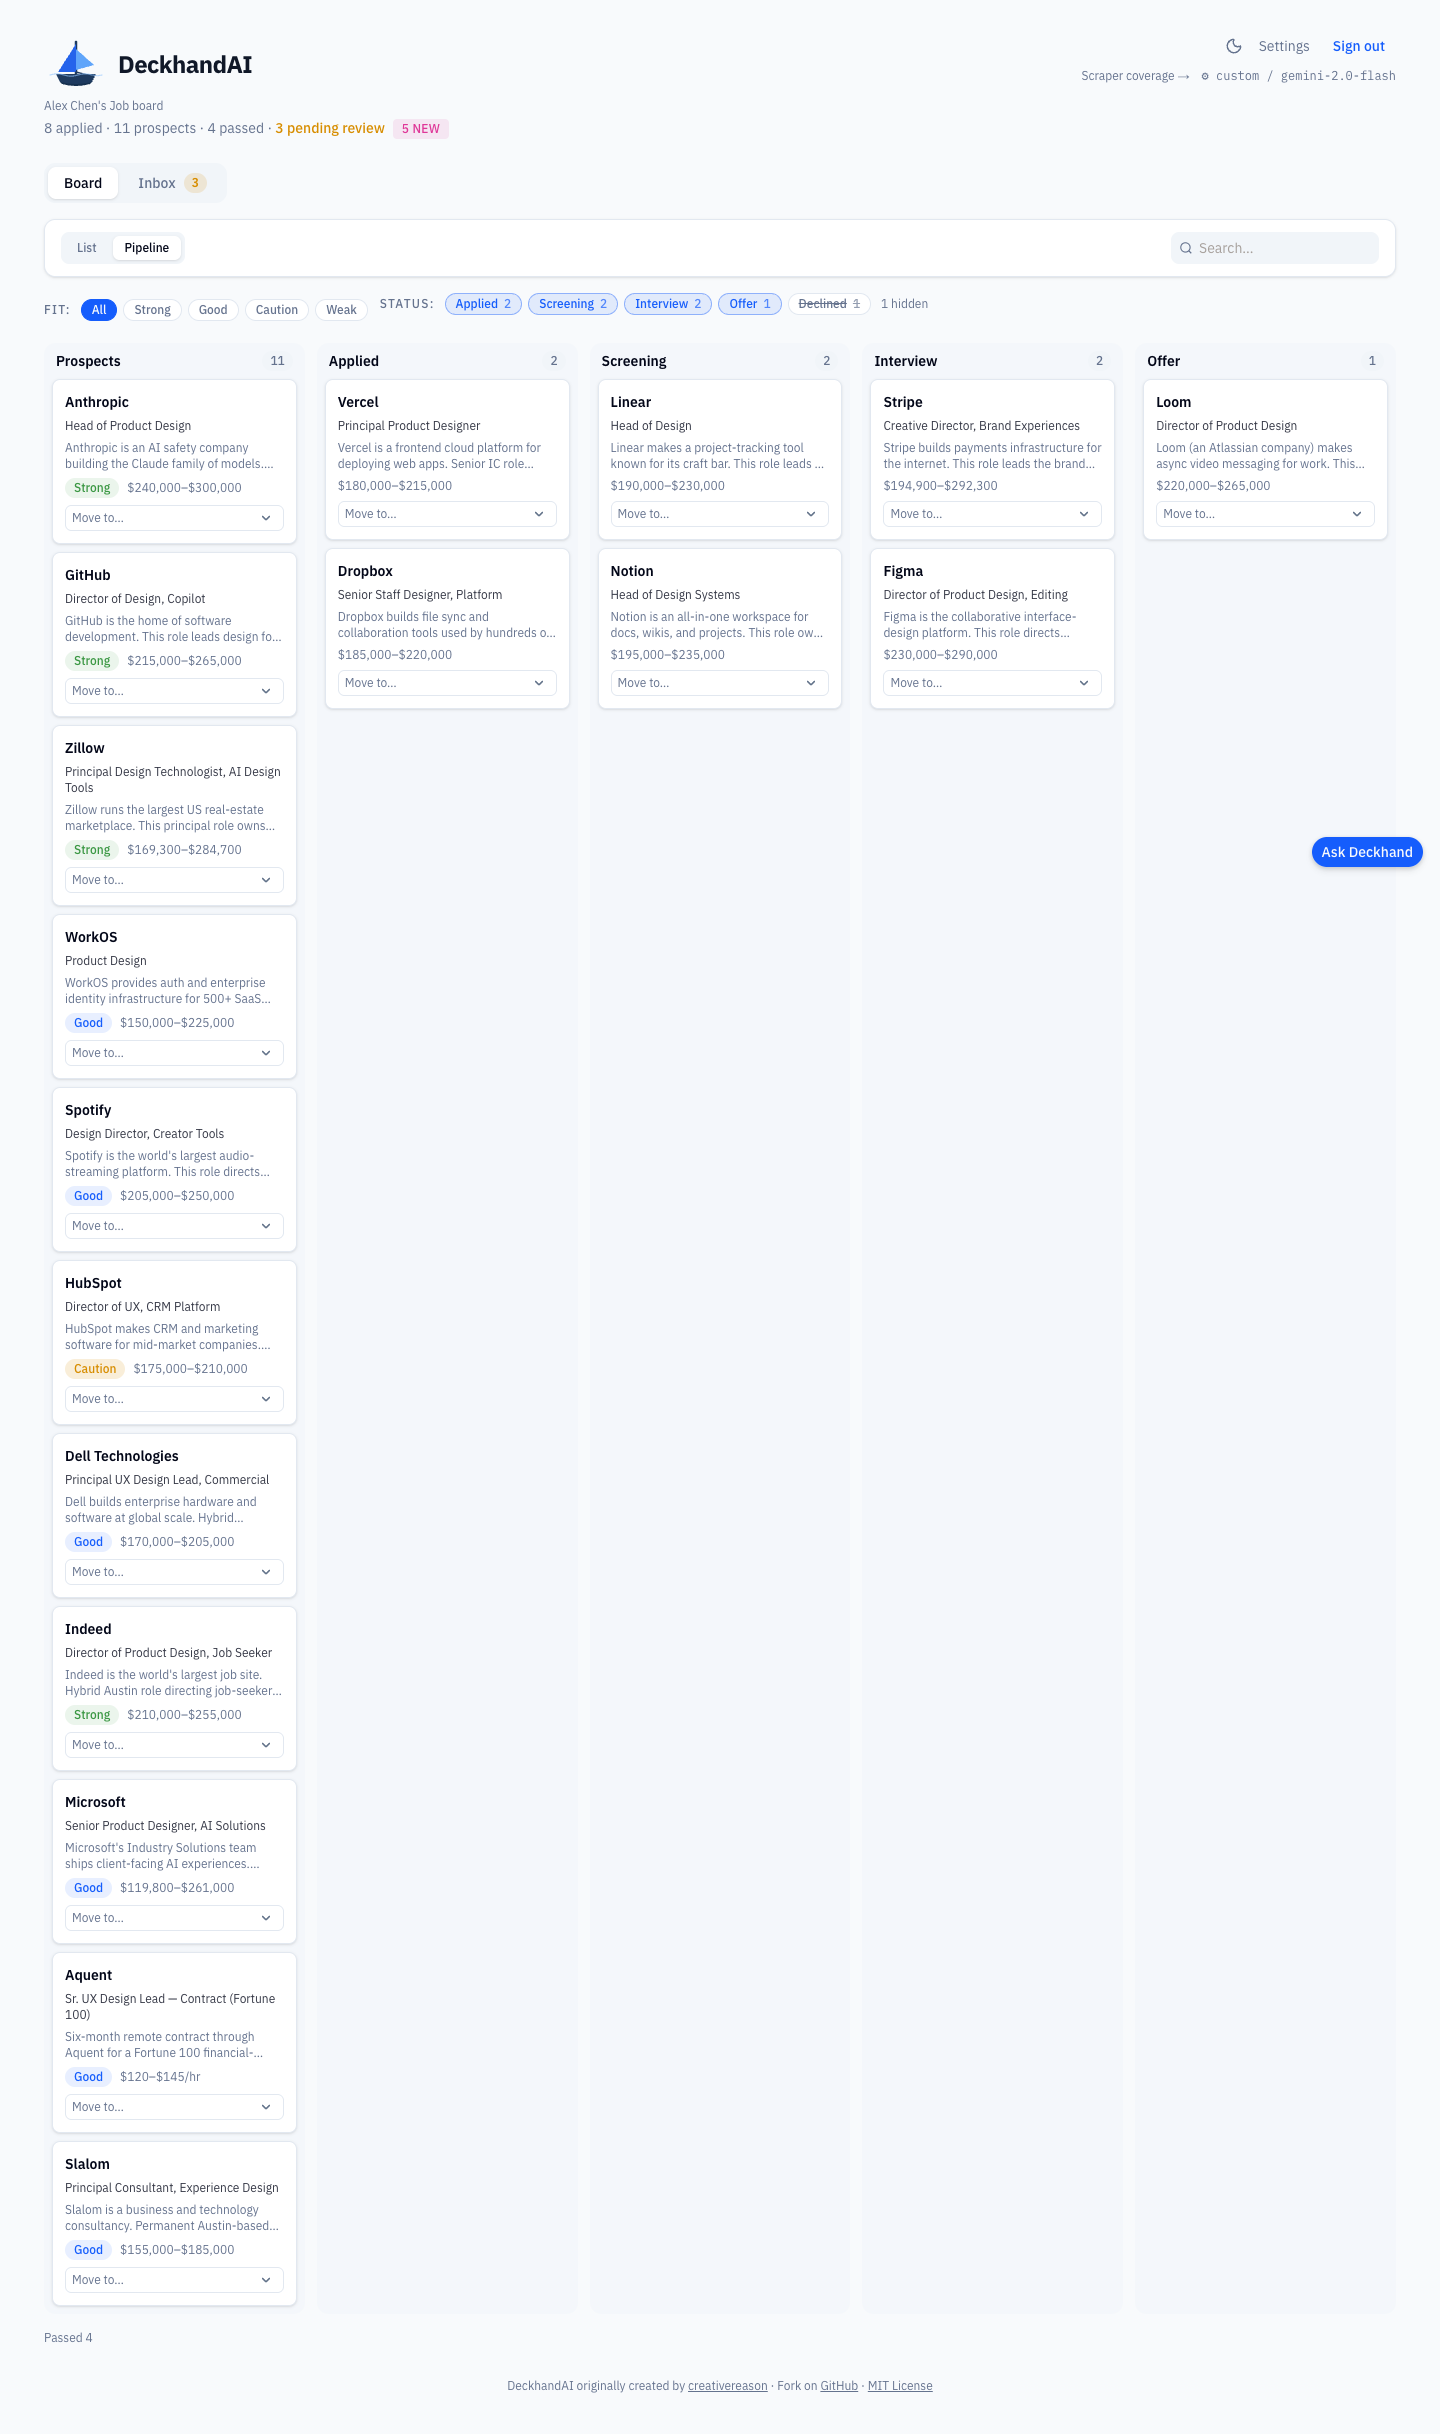 DeckhandAI
Settings
Sign out
Scraper coverage → ⚙ custom / gemini-2.0-flash
Alex Chen's Job board
8 applied · 11 prospects · 4 passed · 3 pending review 5 NEW
Board
Inbox 3
List
Pipeline
Search...
FIT: All Strong Good Caution Weak
STATUS: Applied 2 Screening 2 Interview 2 Offer 1 Declined 1 1 hidden
Prospects 11
Anthropic
Head of Product Design
Anthropic is an AI safety company
building the Claude family of models....
Strong $240,000–$300,000
Move to...
GitHub
Director of Design, Copilot
GitHub is the home of software
development. This role leads design fo...
Strong $215,000–$265,000
Move to...
Zillow
Principal Design Technologist, AI Design
Tools
Zillow runs the largest US real-estate
marketplace. This principal role owns...
Strong $169,300–$284,700
Move to...
WorkOS
Product Design
WorkOS provides auth and enterprise
identity infrastructure for 500+ SaaS...
Good $150,000–$225,000
Move to...
Spotify
Design Director, Creator Tools
Spotify is the world's largest audio-
streaming platform. This role directs...
Good $205,000–$250,000
Move to...
HubSpot
Director of UX, CRM Platform
HubSpot makes CRM and marketing
software for mid-market companies....
Caution $175,000–$210,000
Move to...
Dell Technologies
Principal UX Design Lead, Commercial
Dell builds enterprise hardware and
software at global scale. Hybrid...
Good $170,000–$205,000
Move to...
Indeed
Director of Product Design, Job Seeker
Indeed is the world's largest job site.
Hybrid Austin role directing job-seeker...
Strong $210,000–$255,000
Move to...
Microsoft
Senior Product Designer, AI Solutions
Microsoft's Industry Solutions team
ships client-facing AI experiences....
Good $119,800–$261,000
Move to...
Aquent
Sr. UX Design Lead — Contract (Fortune
100)
Six-month remote contract through
Aquent for a Fortune 100 financial-...
Good $120–$145/hr
Move to...
Slalom
Principal Consultant, Experience Design
Slalom is a business and technology
consultancy. Permanent Austin-based...
Good $155,000–$185,000
Move to...
Applied 2
Vercel
Principal Product Designer
Vercel is a frontend cloud platform for
deploying web apps. Senior IC role...
$180,000–$215,000
Move to...
Dropbox
Senior Staff Designer, Platform
Dropbox builds file sync and
collaboration tools used by hundreds o...
$185,000–$220,000
Move to...
Screening 2
Linear
Head of Design
Linear makes a project-tracking tool
known for its craft bar. This role leads ...
$190,000–$230,000
Move to...
Notion
Head of Design Systems
Notion is an all-in-one workspace for
docs, wikis, and projects. This role ow...
$195,000–$235,000
Move to...
Interview 2
Stripe
Creative Director, Brand Experiences
Stripe builds payments infrastructure for
the internet. This role leads the brand...
$194,900–$292,300
Move to...
Figma
Director of Product Design, Editing
Figma is the collaborative interface-
design platform. This role directs...
$230,000–$290,000
Move to...
Offer 1
Loom
Director of Product Design
Loom (an Atlassian company) makes
async video messaging for work. This...
$220,000–$265,000
Move to...
Ask Deckhand
Passed 4
DeckhandAI originally created by creativereason · Fork on GitHub · MIT License